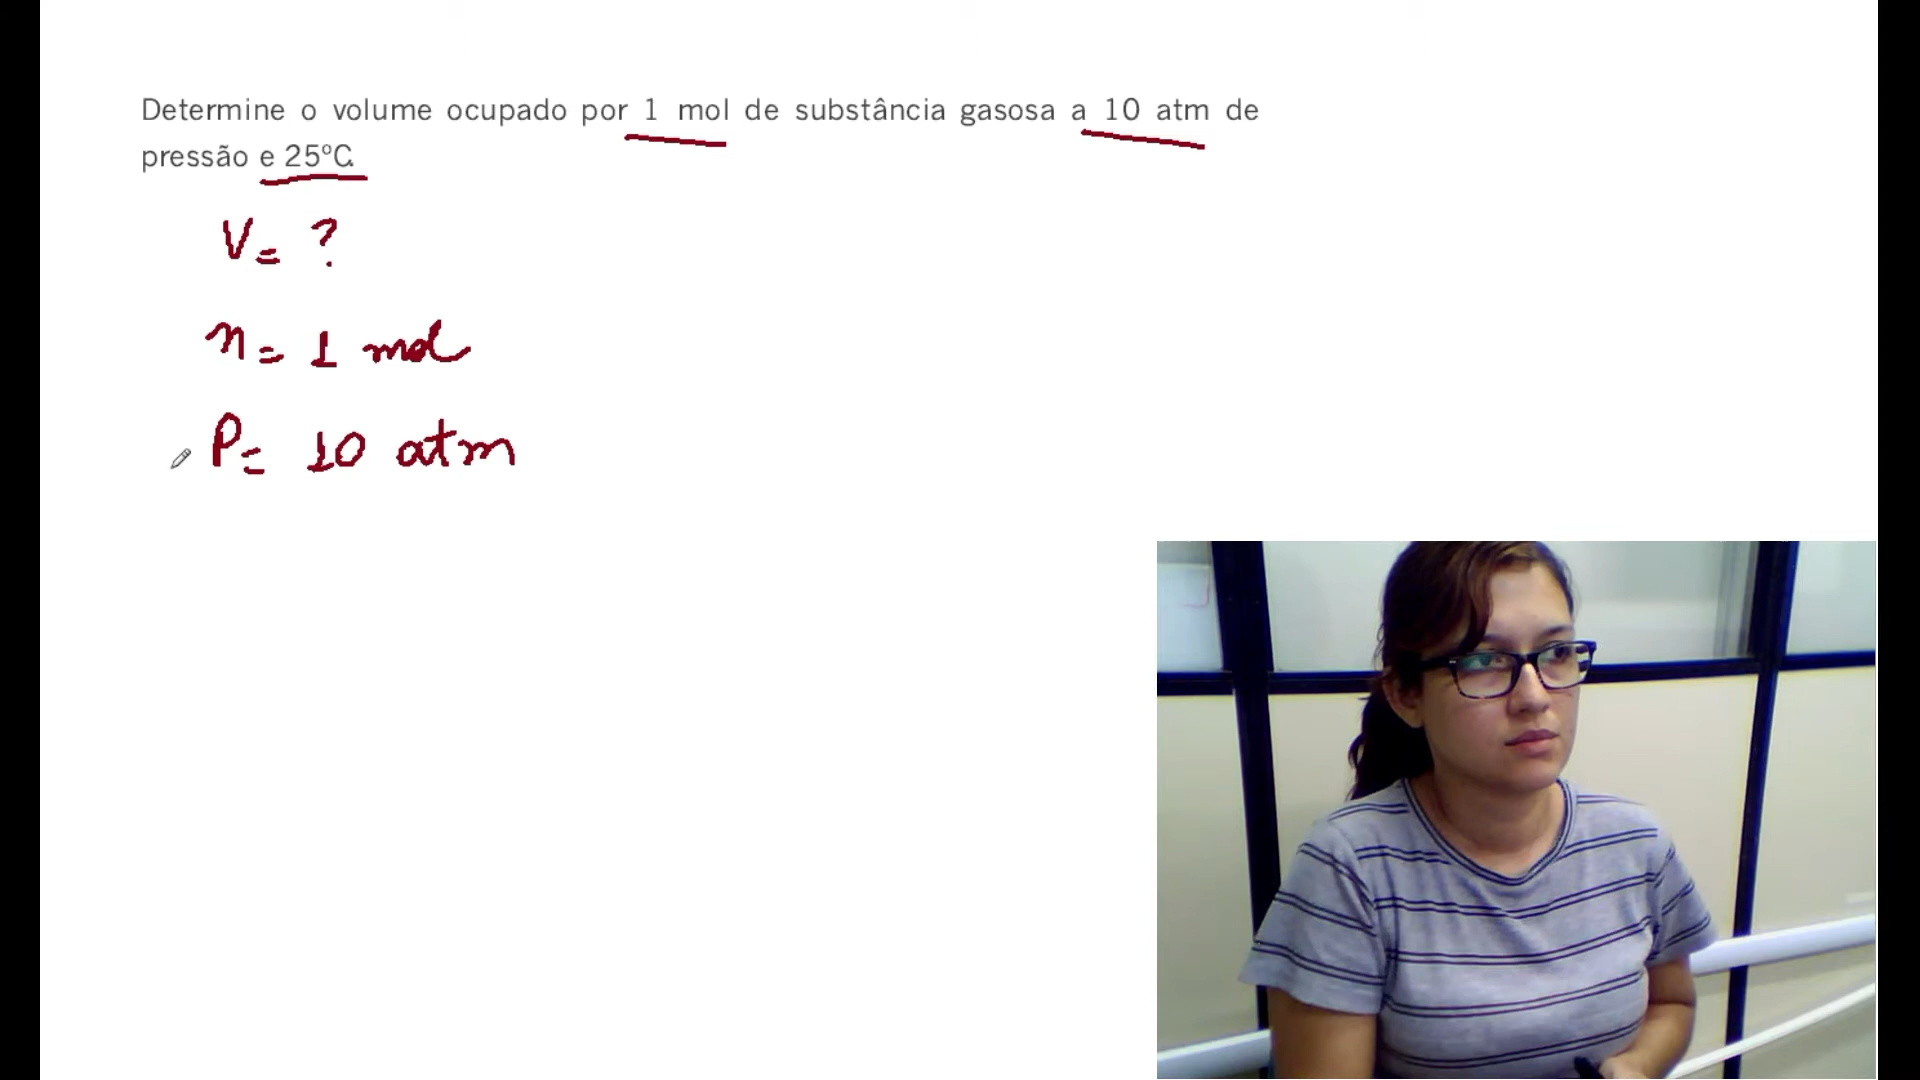 Determine o volume ocupado por 1 mol de substância gasosa a 10 atm de
pressão e 25ºC.
V= ?
n= 1 mol
P= 10 atm